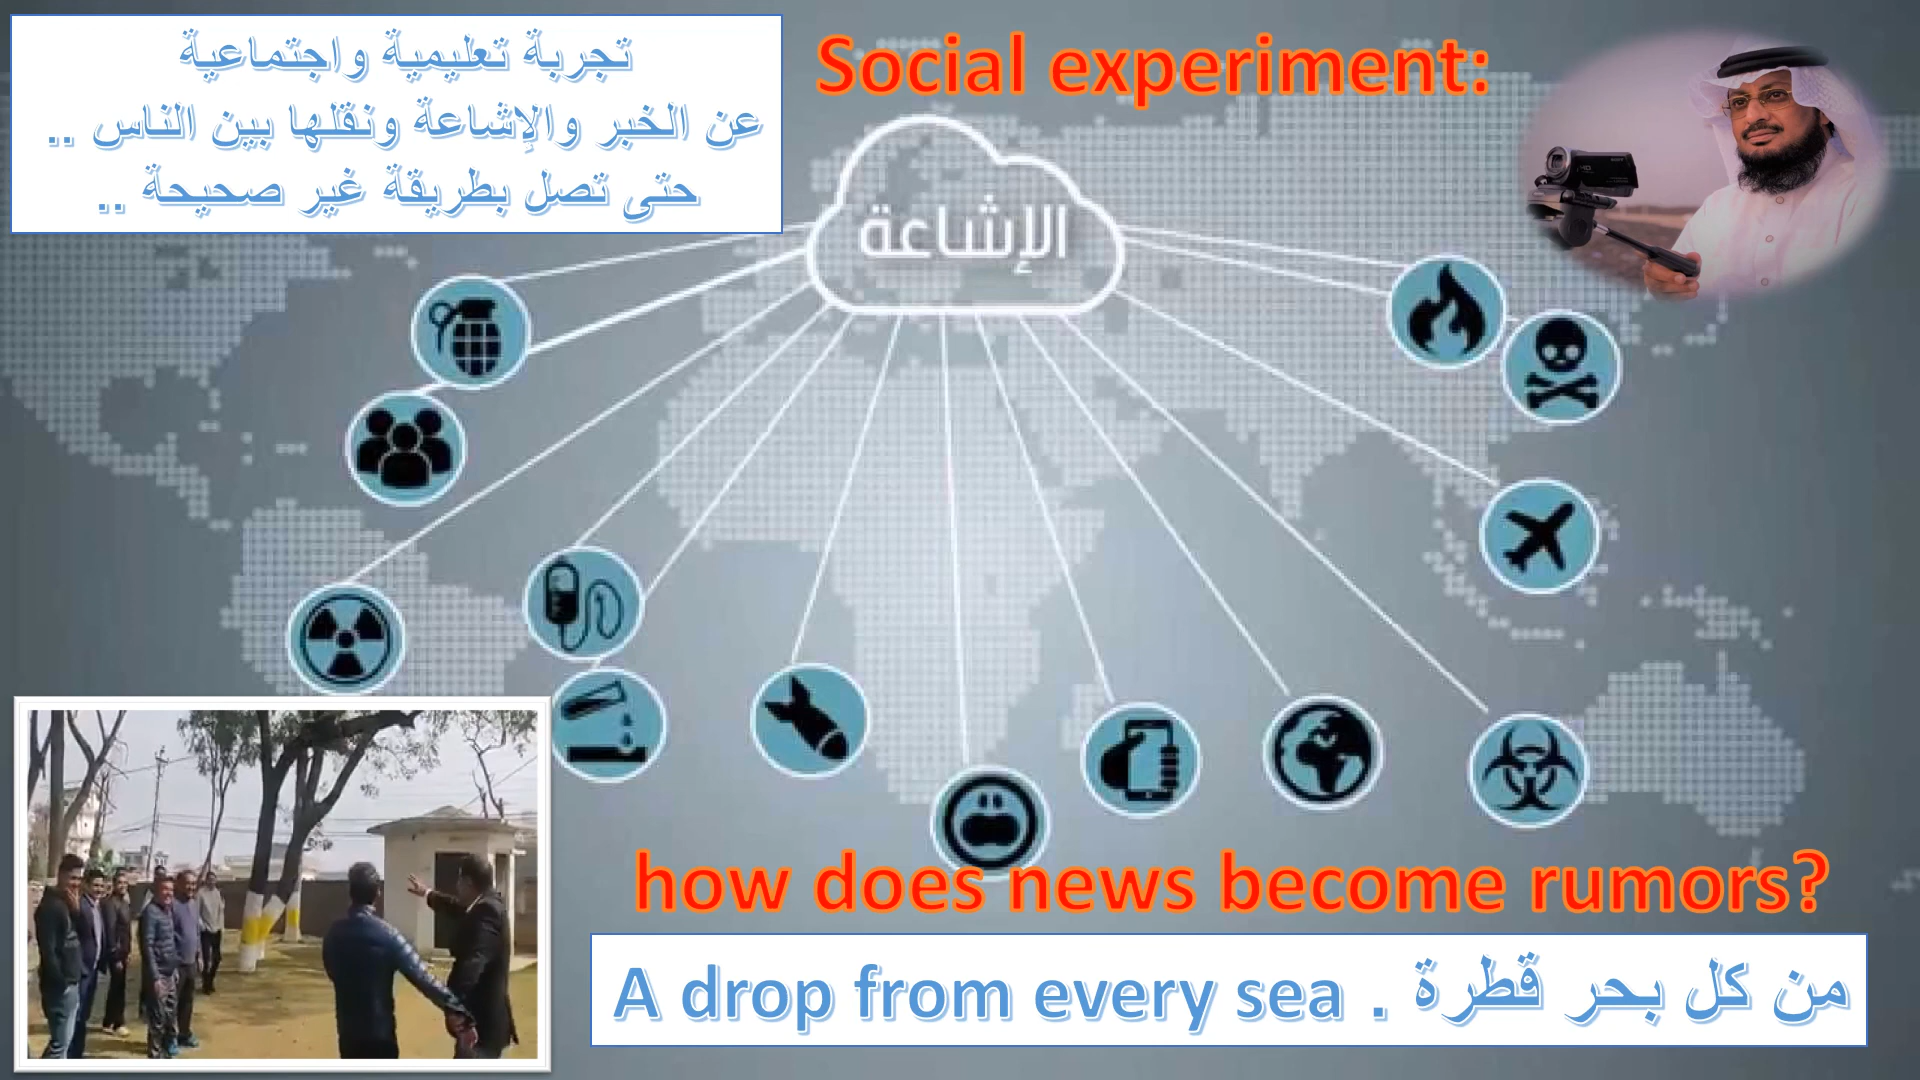 تجربة تعليمية واجتماعية
عن الخبر والإشاعة ونقلها بين الناس ..
حتى تصل بطريقة غير صحيحة ..
Social experiment:
الإشاعة
how does news become rumors?
A drop from every sea . من كل بحر قطرة